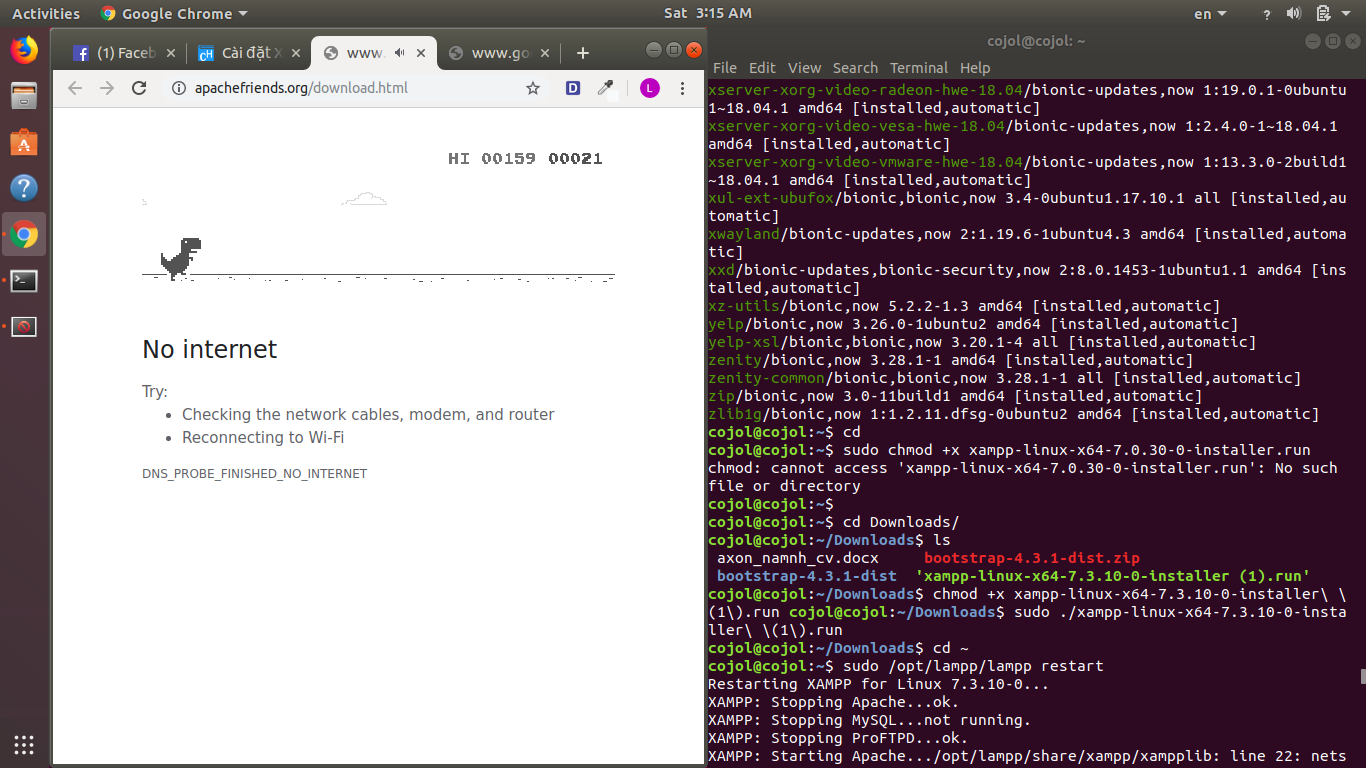 Activities Google Chrome Sat 3:15 AM en
(1) Faceb Cài đặt X www. www.go
apachefriends.org/download.html
L
HI 00159 00021
No internet
Try:
Checking the network cables, modem, and router
Reconnecting to Wi-Fi
DNS_PROBE_FINISHED_NO_INTERNET
cojol@cojol: ~
File Edit View Search Terminal Help
xserver-xorg-video-radeon-hwe-18.04/bionic-updates,now 1:19.0.1-0ubuntu
1~18.04.1 amd64 [installed,automatic]
xserver-xorg-video-vesa-hwe-18.04/bionic-updates,now 1:2.4.0-1~18.04.1
amd64 [installed,automatic]
xserver-xorg-video-vmware-hwe-18.04/bionic-updates,now 1:13.3.0-2build1
~18.04.1 amd64 [installed,automatic]
xul-ext-ubufox/bionic,bionic,now 3.4-0ubuntu1.17.10.1 all [installed,au
tomatic]
xwayland/bionic-updates,now 2:1.19.6-1ubuntu4.3 amd64 [installed,automa
tic]
xxd/bionic-updates,bionic-security,now 2:8.0.1453-1ubuntu1.1 amd64 [ins
talled,automatic]
xz-utils/bionic,now 5.2.2-1.3 amd64 [installed,automatic]
yelp/bionic,now 3.26.0-1ubuntu2 amd64 [installed,automatic]
yelp-xsl/bionic,bionic,now 3.20.1-4 all [installed,automatic]
zenity/bionic,now 3.28.1-1 amd64 [installed,automatic]
zenity-common/bionic,bionic,now 3.28.1-1 all [installed,automatic]
zip/bionic,now 3.0-11build1 amd64 [installed,automatic]
zlib1g/bionic,now 1:1.2.11.dfsg-0ubuntu2 amd64 [installed,automatic]
cojol@cojol:~$ cd
cojol@cojol:~$ sudo chmod +x xampp-linux-x64-7.0.30-0-installer.run
chmod: cannot access 'xampp-linux-x64-7.0.30-0-installer.run': No such
file or directory
cojol@cojol:~$
cojol@cojol:~$ cd Downloads/
cojol@cojol:~/Downloads$ ls
axon_namnh_cv.docx bootstrap-4.3.1-dist.zip
bootstrap-4.3.1-dist 'xampp-linux-x64-7.3.10-0-installer (1).run'
cojol@cojol:~/Downloads$ chmod +x xampp-linux-x64-7.3.10-0-installer\ \
(1\).run cojol@cojol:~/Downloads$ sudo ./xampp-linux-x64-7.3.10-0-insta
ller\ \(1\).run
cojol@cojol:~/Downloads$ cd ~
cojol@cojol:~$ sudo /opt/lampp/lampp restart
Restarting XAMPP for Linux 7.3.10-0...
XAMPP: Stopping Apache...ok.
XAMPP: Stopping MySQL...not running.
XAMPP: Stopping ProFTPD...ok.
XAMPP: Starting Apache.../opt/lampp/share/xampp/xampplib: line 22: nets